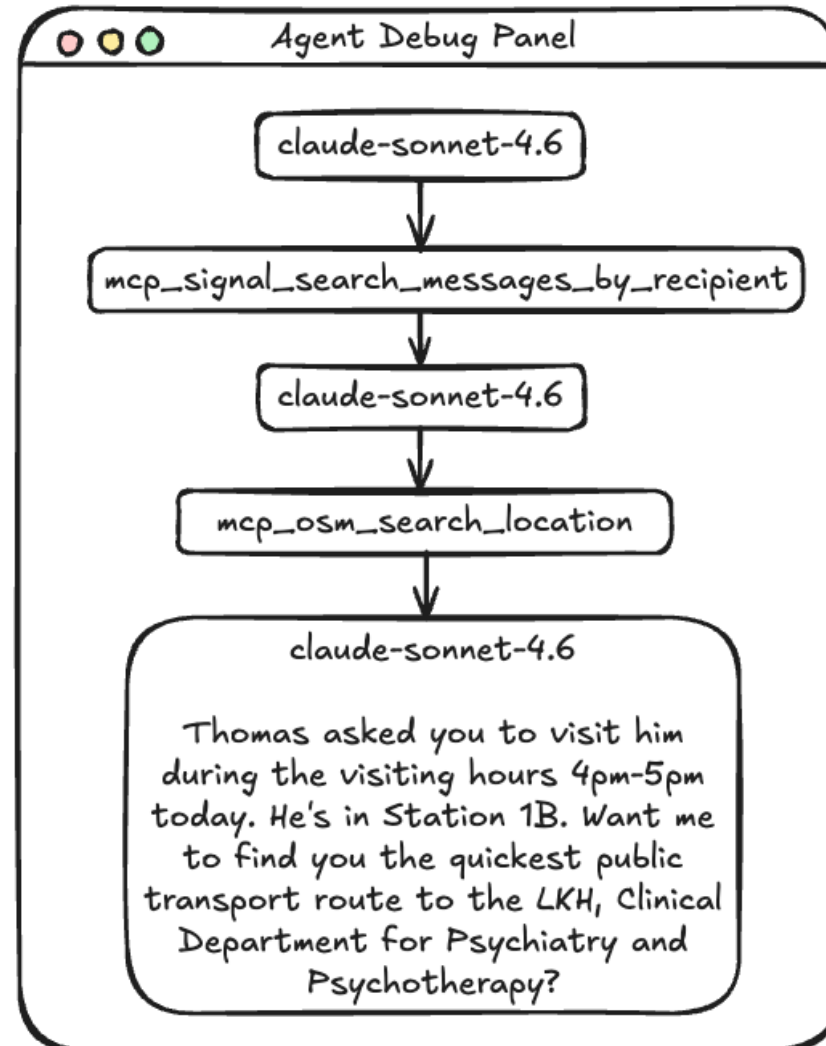 Agent Debug Panel
claude-sonnet-4.6
mcp_signal_search_messages_by_recipient
claude-sonnet-4.6
mcp_osm_search_location
claude-sonnet-4.6
Thomas asked you to visit him
during the visiting hours 4pm-5pm
today. He's in Station 1B. Want me
to find you the quickest public
transport route to the LKH, Clinical
Department for Psychiatry and
Psychotherapy?